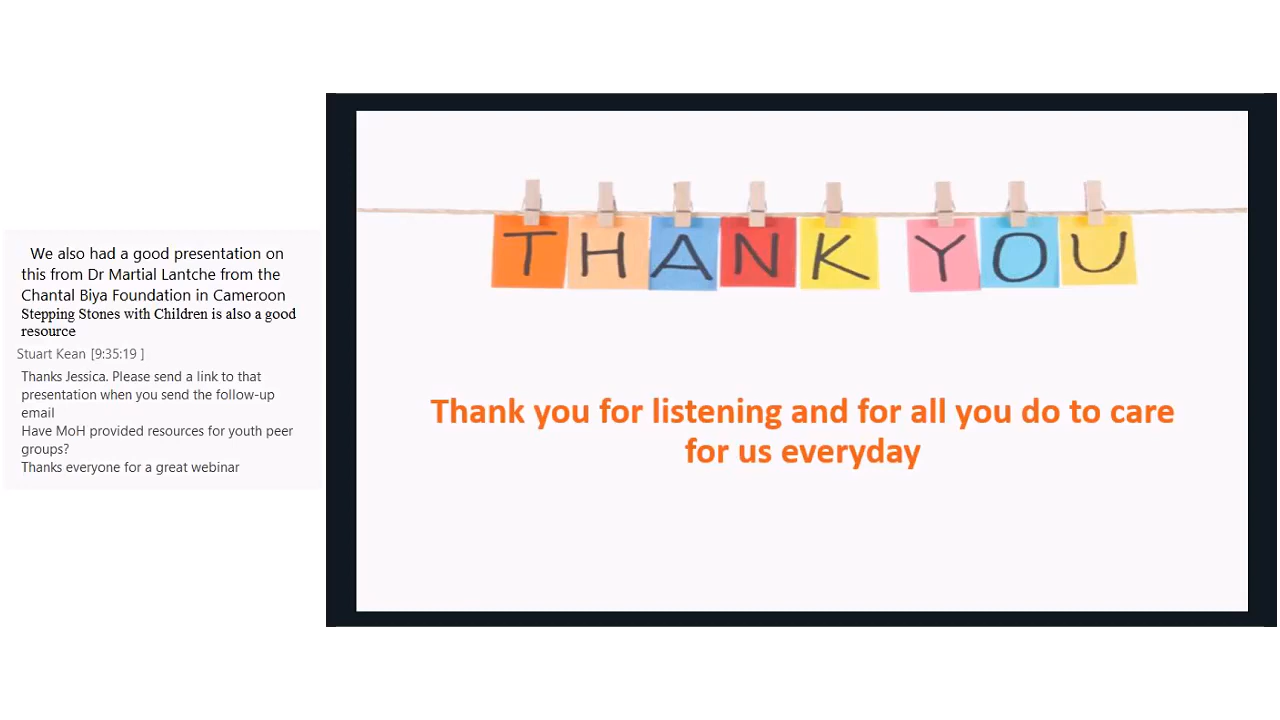 We also had a good presentation on
this from Dr Martial Lantche from the
Chantal Biya Foundation in Cameroon
Stepping Stones with Children is also a good
resource
Stuart Kean [9:35:19 ]
Thanks Jessica. Please send a link to that
presentation when you send the follow-up
email
Have MoH provided resources for youth peer
groups?
Thanks everyone for a great webinar
THANK YOU
Thank you for listening and for all you do to care
for us everyday